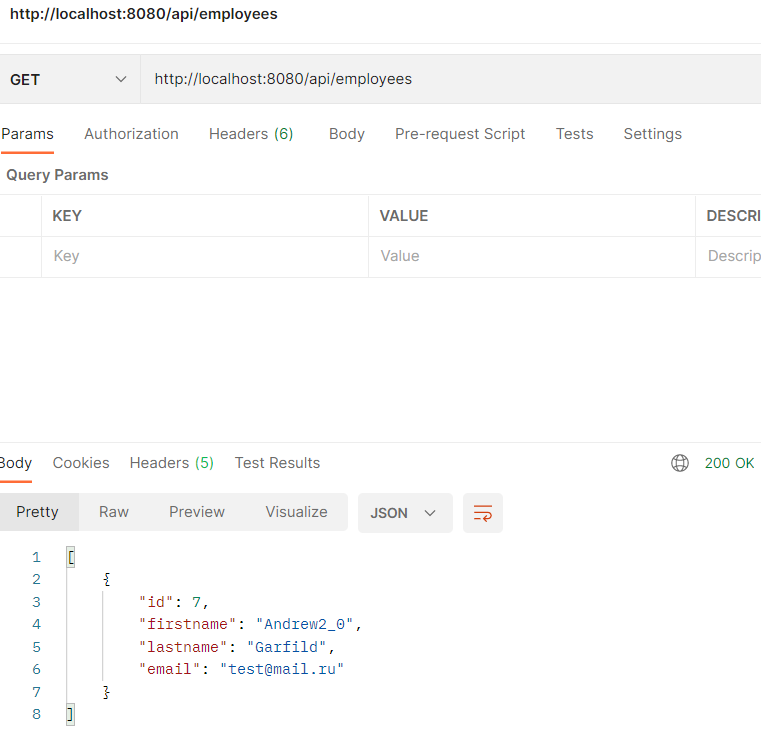 http://localhost:8080/api/employees
GET http://localhost:8080/api/employees
Params Authorization Headers (6) Body Pre-request Script Tests Settings
Query Params
KEY VALUE DESCRI
Key Value Descrip
Body Cookies Headers (5) Test Results 200 OK
Pretty Raw Preview Visualize JSON
1 [
2 {
3 "id": 7,
4 "firstname": "Andrew2_0",
5 "lastname": "Garfild",
6 "email": "test@mail.ru"
7 }
8 ]